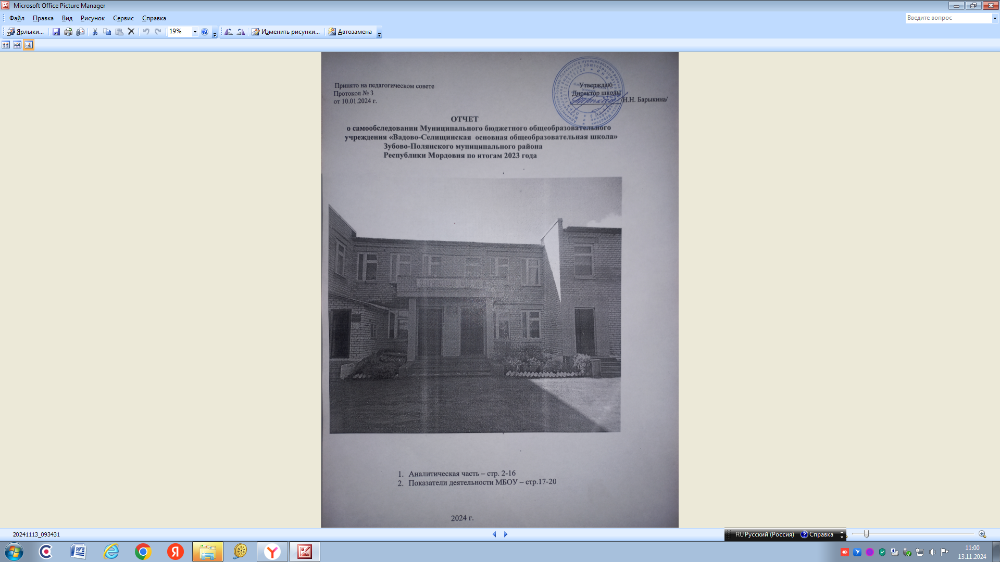 Microsoft Office Picture Manager
Файл Правка Вид Рисунок Сервис Справка
Введите вопрос
Ярлыки... 19% Изменить рисунки... Автозамена
Принято на педагогическом совете
Протокол № 3
от 10.01.2024 г.
Утверждаю
Директор школы
/Н.Н. Барыкина/
ОТЧЕТ
о самообследовании Муниципального бюджетного общеобразовательного
учреждения «Вадово-Селищинская основная общеобразовательная школа»
Зубово-Полянского муниципального района
Республики Мордовия по итогам 2023 года
1. Аналитическая часть – стр. 2-16
2. Показатели деятельности МБОУ – стр.17-20
2024 г.
20241113_093431
RU Русский (Россия) Справка
11:00
13.11.2024